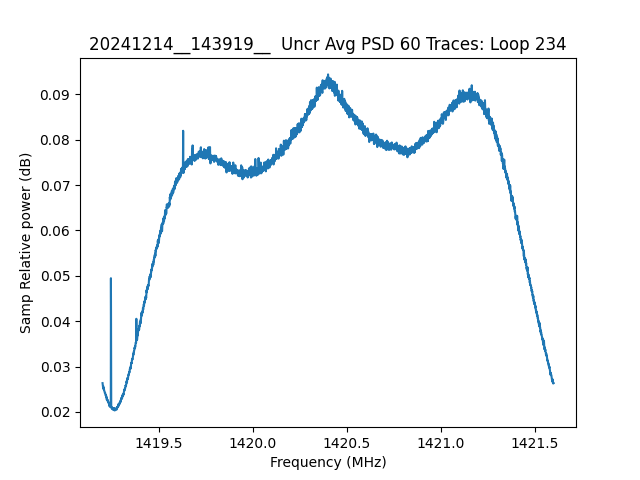 20241214__143919__  Uncr Avg PSD 60 Traces: Loop 234
Samp Relative power (dB)
0.09
0.08
0.07
0.06
0.05
0.04
0.03
0.02
1419.5 1420.0 1420.5 1421.0 1421.5
Frequency (MHz)